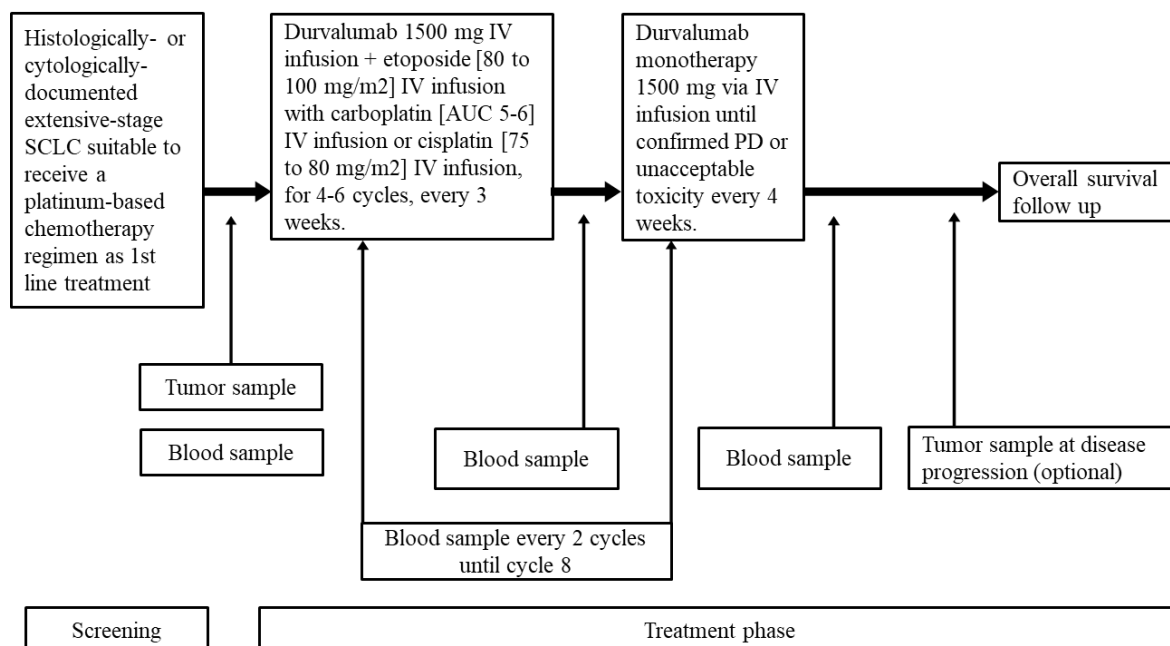 Histologically- or
cytologically-
documented
extensive-stage
SCLC suitable to
receive a
platinum-based
chemotherapy
regimen as 1st
line treatment
Durvalumab 1500 mg IV
infusion + etoposide [80 to
100 mg/m2] IV infusion
with carboplatin [AUC 5-6]
IV infusion or cisplatin [75
to 80 mg/m2] IV infusion,
for 4-6 cycles, every 3
weeks.
Durvalumab
monotherapy
1500 mg via IV
infusion until
confirmed PD or
unacceptable
toxicity every 4
weeks.
Overall survival
follow up
Tumor sample
Blood sample
Blood sample
Blood sample
Tumor sample at disease
progression (optional)
Blood sample every 2 cycles
until cycle 8
Screening
Treatment phase